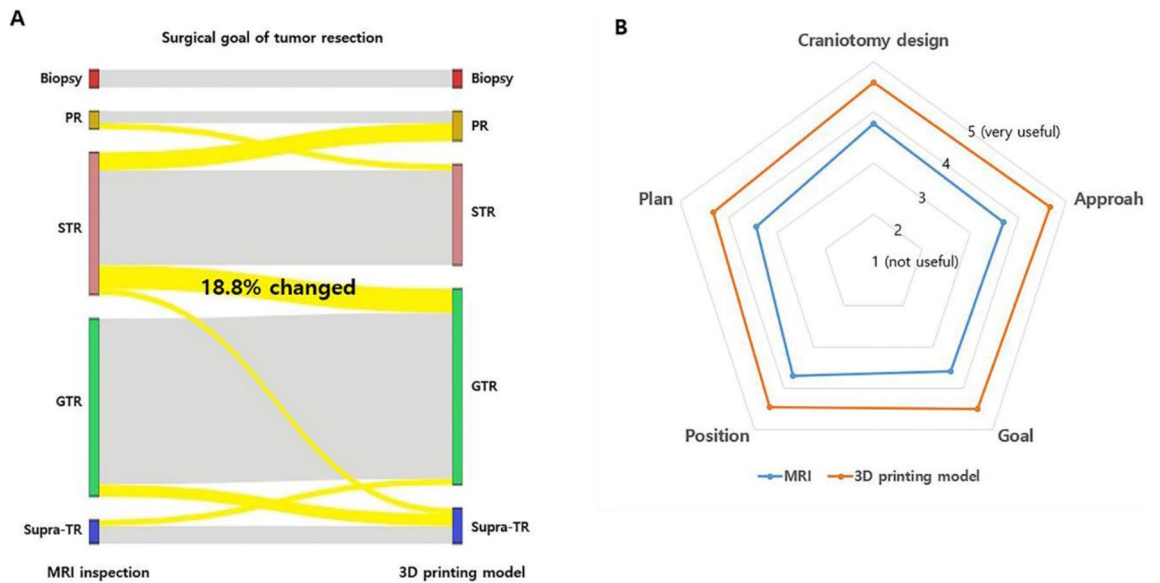 A
Surgical goal of tumor resection
Biopsy
PR
STR
GTR
Supra-TR
Biopsy
PR
STR
GTR
Supra-TR
18.8% changed
MRI inspection
3D printing model
B
Craniotomy design
5 (very useful)
4
3
2
1 (not useful)
Plan
Approah
Position
Goal
MRI
3D printing model